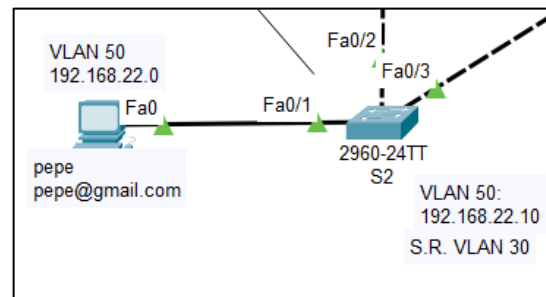 VLAN 50
192.168.22.0
Fa0
pepe
pepe@gmail.com
Fa0/2
Fa0/3
Fa0/1
2960-24TT
S2
VLAN 50:
192.168.22.10
S.R. VLAN 30